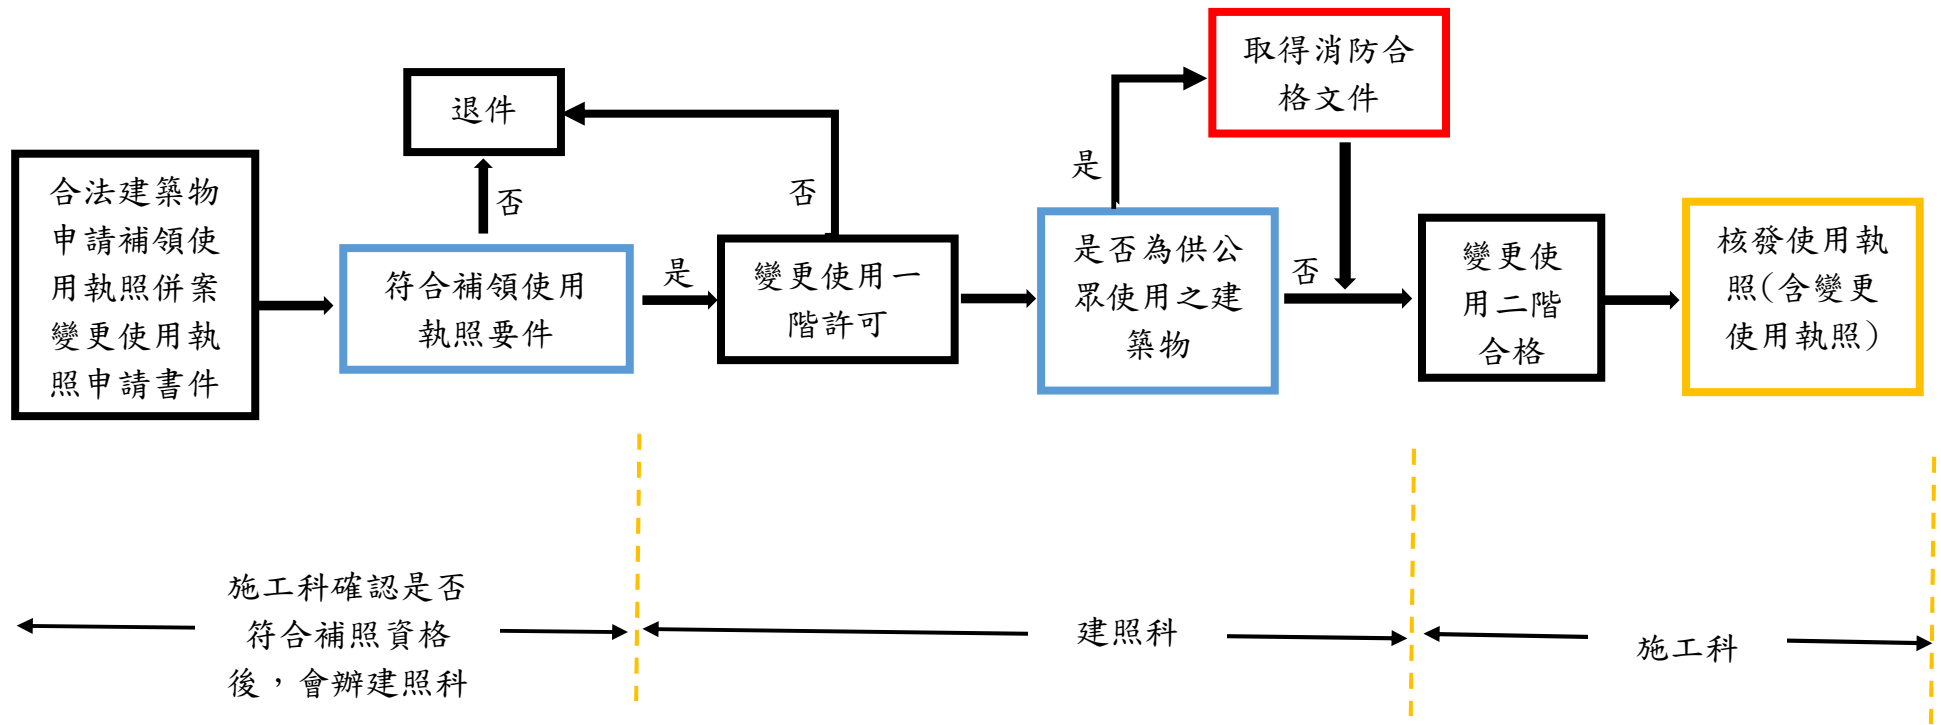 合法建築物
申請補領使
用執照併案
變更使用執
照申請書件
退件
否
符合補領使用
執照要件
是
否
變更使用一
階許可
是否為供公
眾使用之建
築物
是
取得消防合
格文件
否
變更使
用二階
合格
核發使用執
照(含變更
使用執照)
施工科確認是否
符合補照資格
後，會辦建照科
建照科
施工科